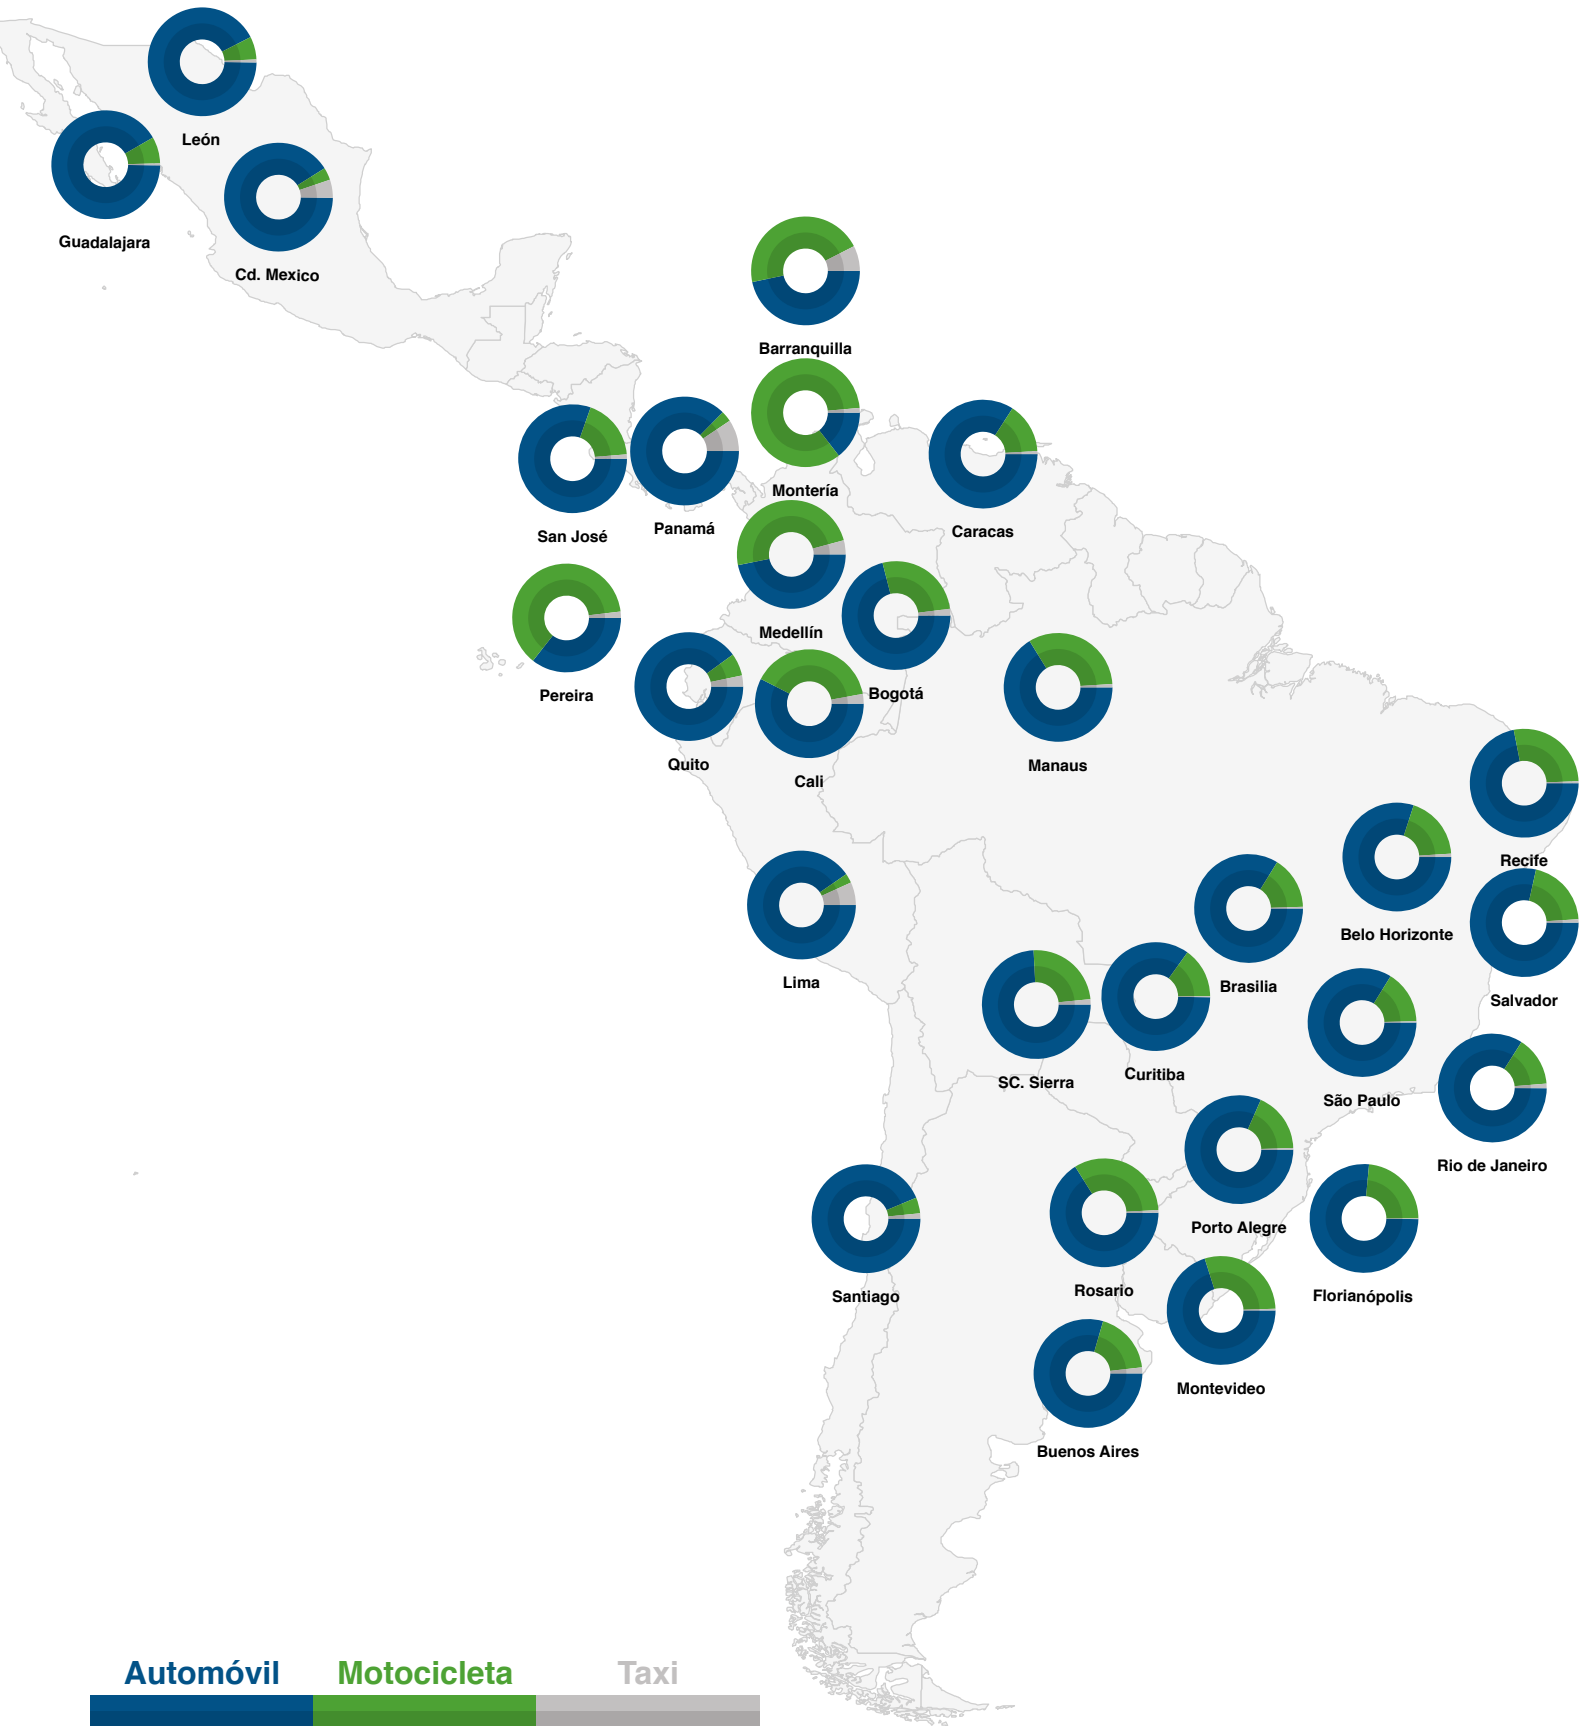 León
Guadalajara
Cd. Mexico
Barranquilla
Montería
San José
Panamá
Caracas
Medellín
Pereira
Bogotá
Quito
Cali
Manaus
Recife
Belo Horizonte
Lima
Brasilia
Salvador
SC. Sierra
Curitiba
São Paulo
Rio de Janeiro
Porto Alegre
Santiago
Rosario
Florianópolis
Montevideo
Buenos Aires
Automóvil Motocicleta Taxi